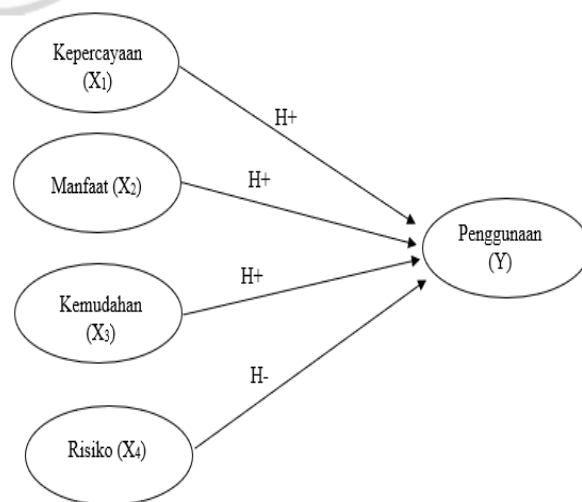 Kepercayaan
(X1)
H+
Manfaat (X2)
H+
Penggunaan
(Y)
H+
Kemudahan
(X3)
H-
Risiko (X4)